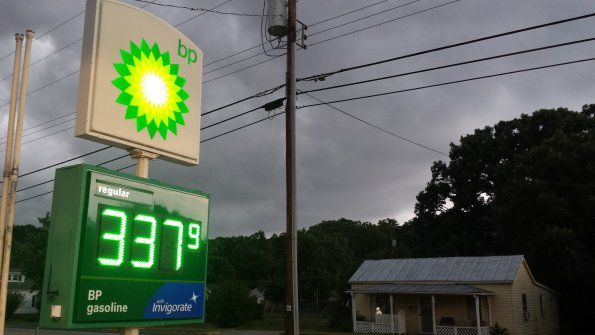 bp
regular
3379
BP
gasoline
with
Invigorate